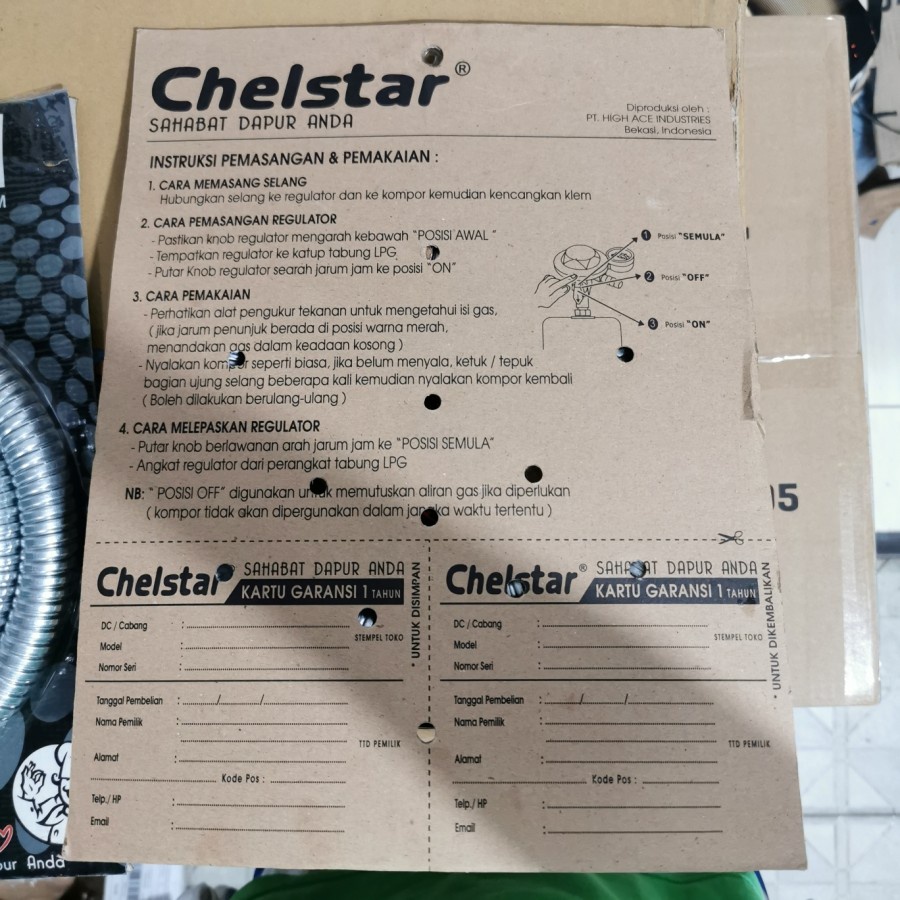 Chelstar®
SAHABAT DAPUR ANDA
Diproduksi oleh :
PT. HIGH ACE INDUSTRIES
Bekasi, Indonesia
INSTRUKSI PEMASANGAN & PEMAKAIAN :
1. CARA MEMASANG SELANG
Hubungkan selang ke regulator dan ke kompor kemudian kencangkan klem
2. CARA PEMASANGAN REGULATOR
- Pastikan knob regulator mengarah kebawah "POSISI AWAL "
- Tempatkan regulator ke katup tabung LPG
- Putar Knob regulator searah jarum jam ke posisi "ON"
1 Posisi "SEMULA"
2 Posisi "OFF"
3 Posisi "ON"
3. CARA PEMAKAIAN
- Perhatikan alat pengukur tekanan untuk mengetahui isi gas,
( jika jarum penunjuk berada di posisi warna merah,
menandakan gas dalam keadaan kosong )
- Nyalakan kompor seperti biasa, jika belum menyala, ketuk / tepuk
bagian ujung selang beberapa kali kemudian nyalakan kompor kembali
( Boleh dilakukan berulang-ulang )
4. CARA MELEPASKAN REGULATOR
- Putar knob berlawanan arah jarum jam ke "POSISI SEMULA"
- Angkat regulator dari perangkat tabung LPG
NB: " POSISI OFF" digunakan untuk memutuskan aliran gas jika diperlukan
( kompor tidak akan dipergunakan dalam jangka waktu tertentu )
Chelstar
SAHABAT DAPUR ANDA
KARTU GARANSI 1 TAHUN
DC / Cabang :
STEMPEL TOKO
Model :
Nomor Seri :
* UNTUK DISIMPAN
Tanggal Pembelian : / /
Nama Pemilik :
TTD PEMILIK
Alamat :
Kode Pos :
Telp./ HP :
Email :
Chelstar®
SAHABAT DAPUR ANDA
KARTU GARANSI 1 TAHUN
DC / Cabang :
STEMPEL TOKO
Model :
Nomor Seri :
* UNTUK DIKEMBALIKAN
Tanggal Pembelian : / /
Nama Pemilik :
TTD PEMILIK
Alamat :
Kode Pos :
Telp./ HP :
Email :
Anda